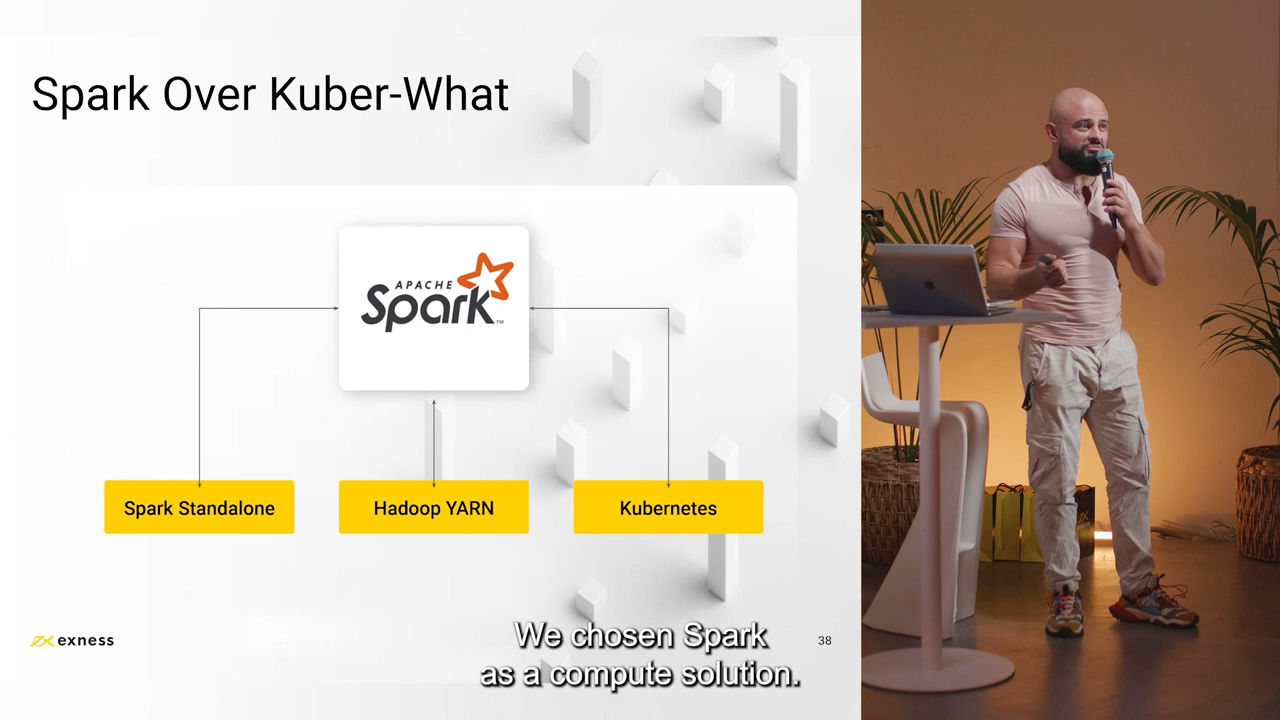 Spark Over Kuber-What
APACHE
Spark
TM
Spark Standalone
Hadoop YARN
Kubernetes
exness
38
We chosen Spark
as a compute solution.